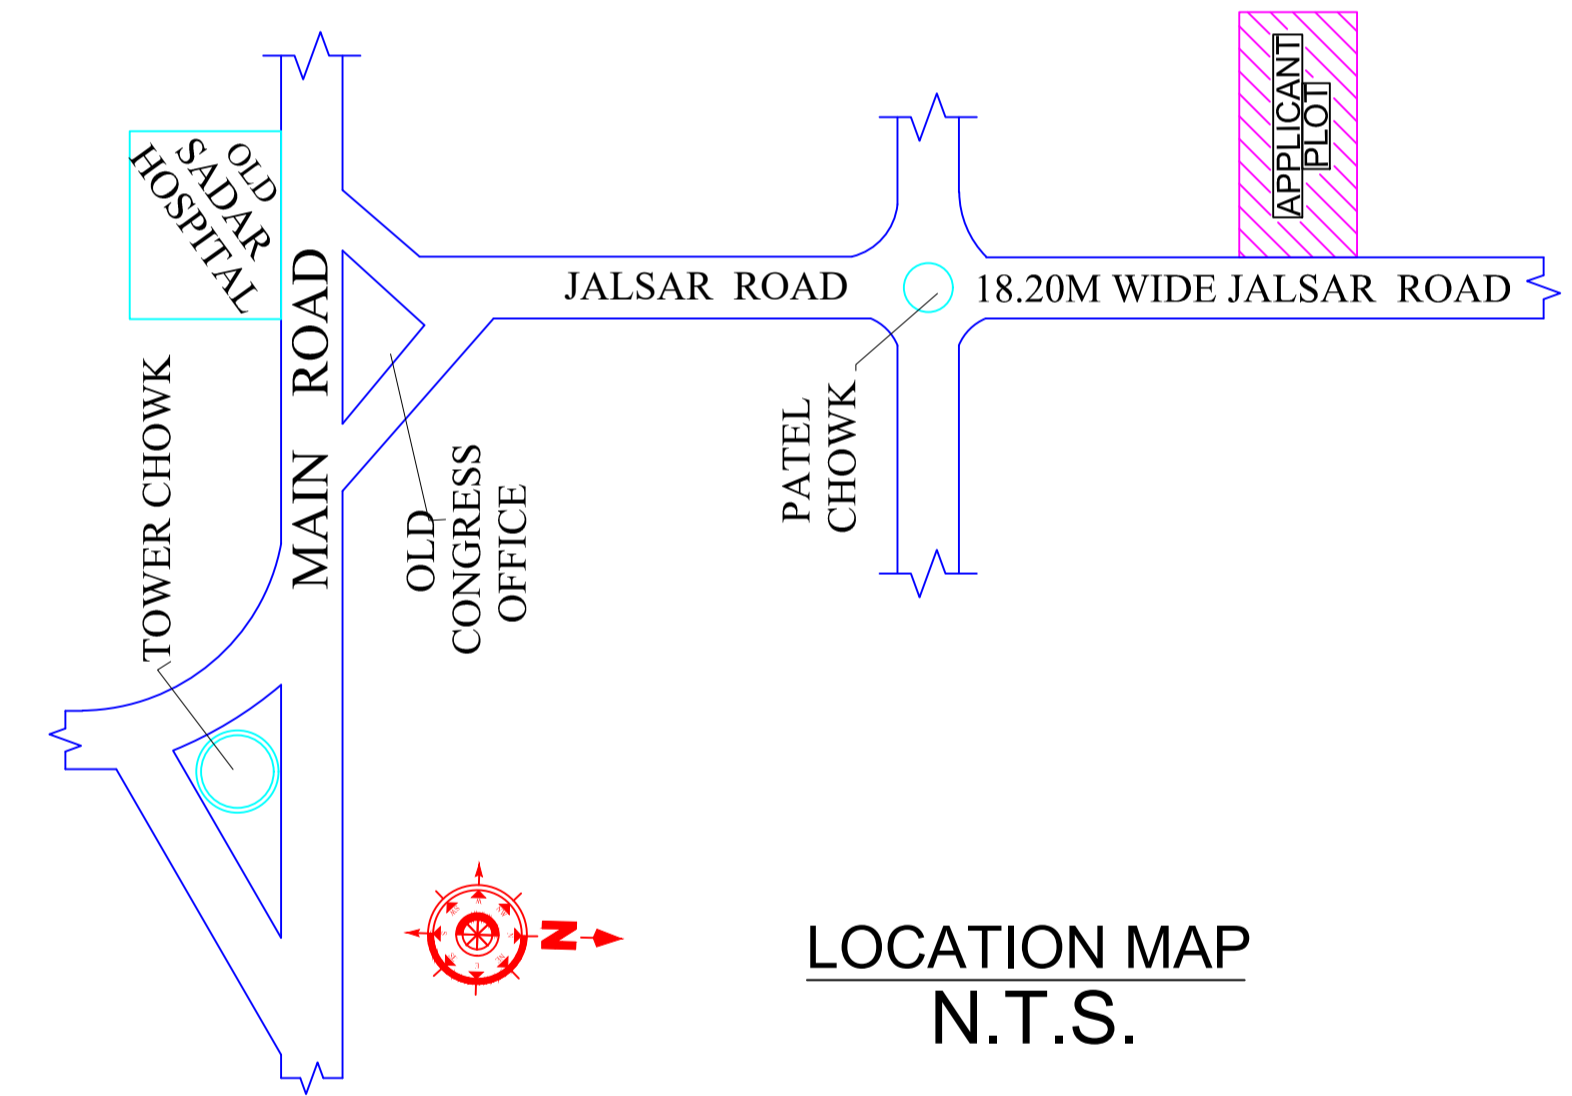 APPLICANT
PLOT
OLD
SADAR
HOSPITAL
MAIN ROAD
JALSAR ROAD
18.20M WIDE JALSAR ROAD
TOWER CHOWK
OLD
CONGRESS
OFFICE
PATEL
CHOWK
N
LOCATION MAP
N.T.S.